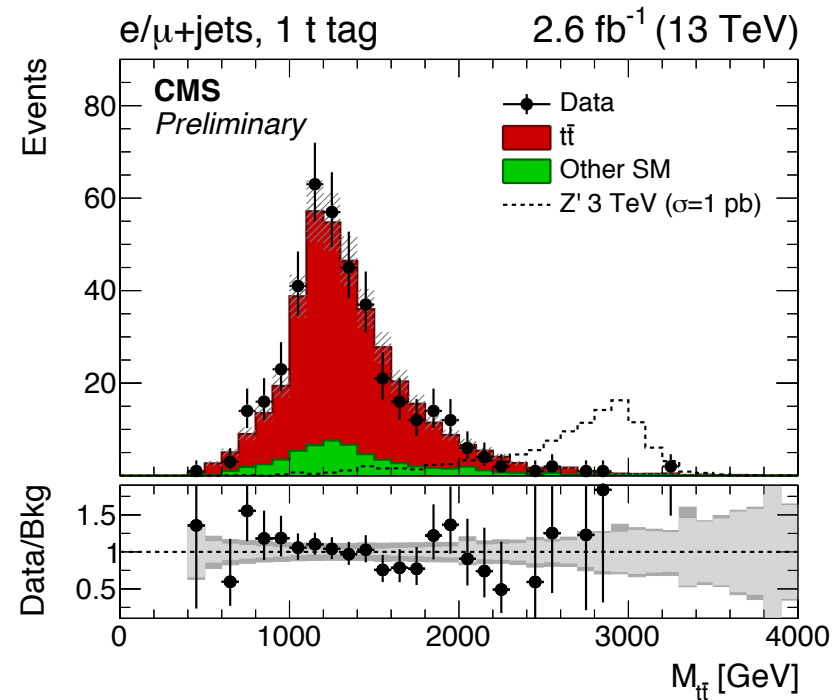 e/μ+jets, 1 t tag
2.6 fb⁻¹ (13 TeV)
Events
80
60
40
20
CMS
Preliminary
Data
tt̄
Other SM
Z' 3 TeV (σ=1 pb)
Data/Bkg
1.5
1
0.5
0
1000
2000
3000
4000
M_tt̄ [GeV]